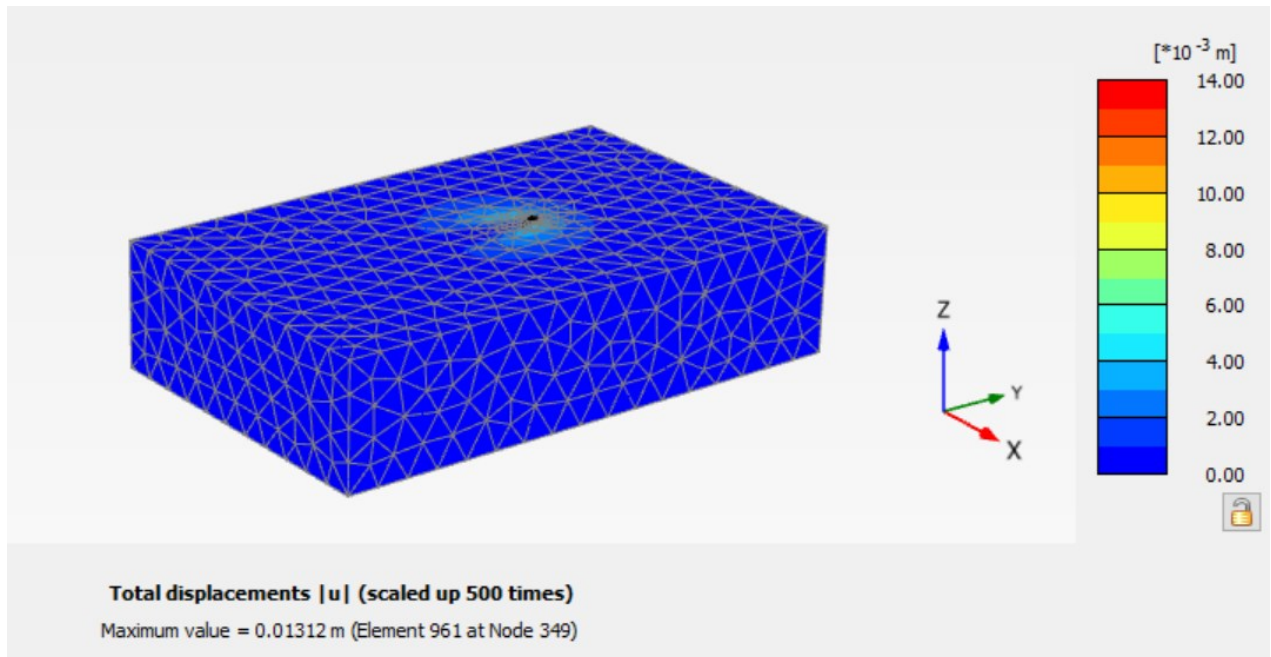 [*10 -3 m]
14.00
12.00
10.00
8.00
6.00
4.00
2.00
0.00
Z
Y
X
Total displacements |u| (scaled up 500 times)
Maximum value = 0.01312 m (Element 961 at Node 349)